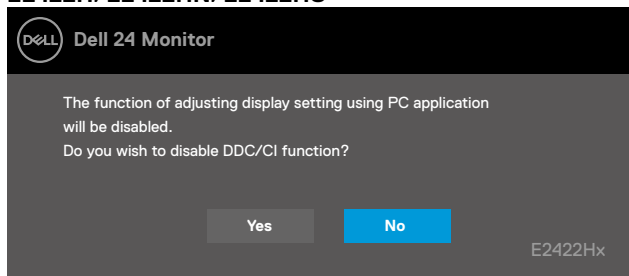 DELL
Dell 24 Monitor
The function of adjusting display setting using PC application
will be disabled.
Do you wish to disable DDC/CI function?
Yes No
E2422Hx